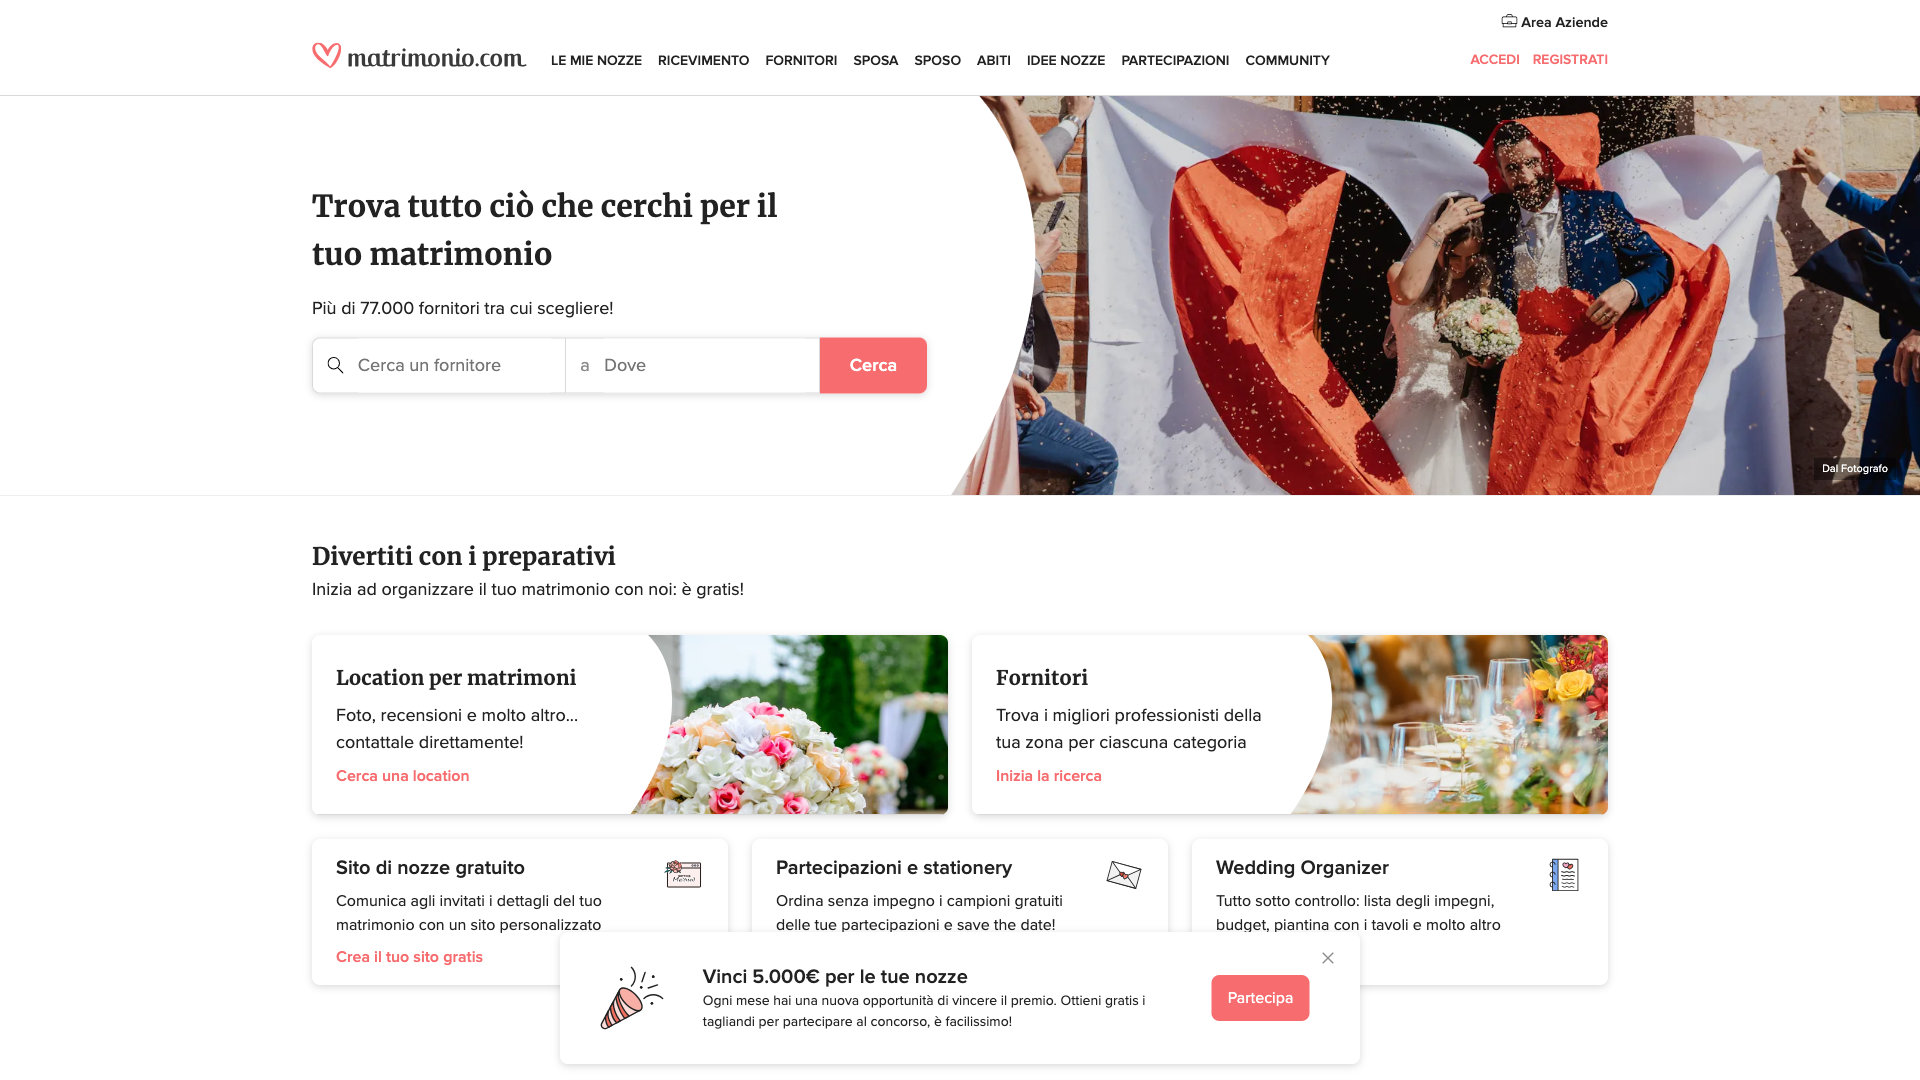 Area Aziende
matrimonio.com
LE MIE NOZZE RICEVIMENTO FORNITORI SPOSA SPOSO ABITI IDEE NOZZE PARTECIPAZIONI COMMUNITY
ACCEDI REGISTRATI
Trova tutto ciò che cerchi per il
tuo matrimonio
Più di 77.000 fornitori tra cui scegliere!
Cerca un fornitore a Dove Cerca
Dal Fotografo
Divertiti con i preparativi
Inizia ad organizzare il tuo matrimonio con noi: è gratis!
Location per matrimoni
Foto, recensioni e molto altro...
contattale direttamente!
Cerca una location
Fornitori
Trova i migliori professionisti della
tua zona per ciascuna categoria
Inizia la ricerca
Sito di nozze gratuito
Comunica agli invitati i dettagli del tuo
matrimonio con un sito personalizzato
Crea il tuo sito gratis
Partecipazioni e stationery
Ordina senza impegno i campioni gratuiti
delle tue partecipazioni e save the date!
Wedding Organizer
Tutto sotto controllo: lista degli impegni,
budget, piantina con i tavoli e molto altro
Vinci 5.000€ per le tue nozze
Ogni mese hai una nuova opportunità di vincere il premio. Ottieni gratis i
tagliandi per partecipare al concorso, è facilissimo!
Partecipa